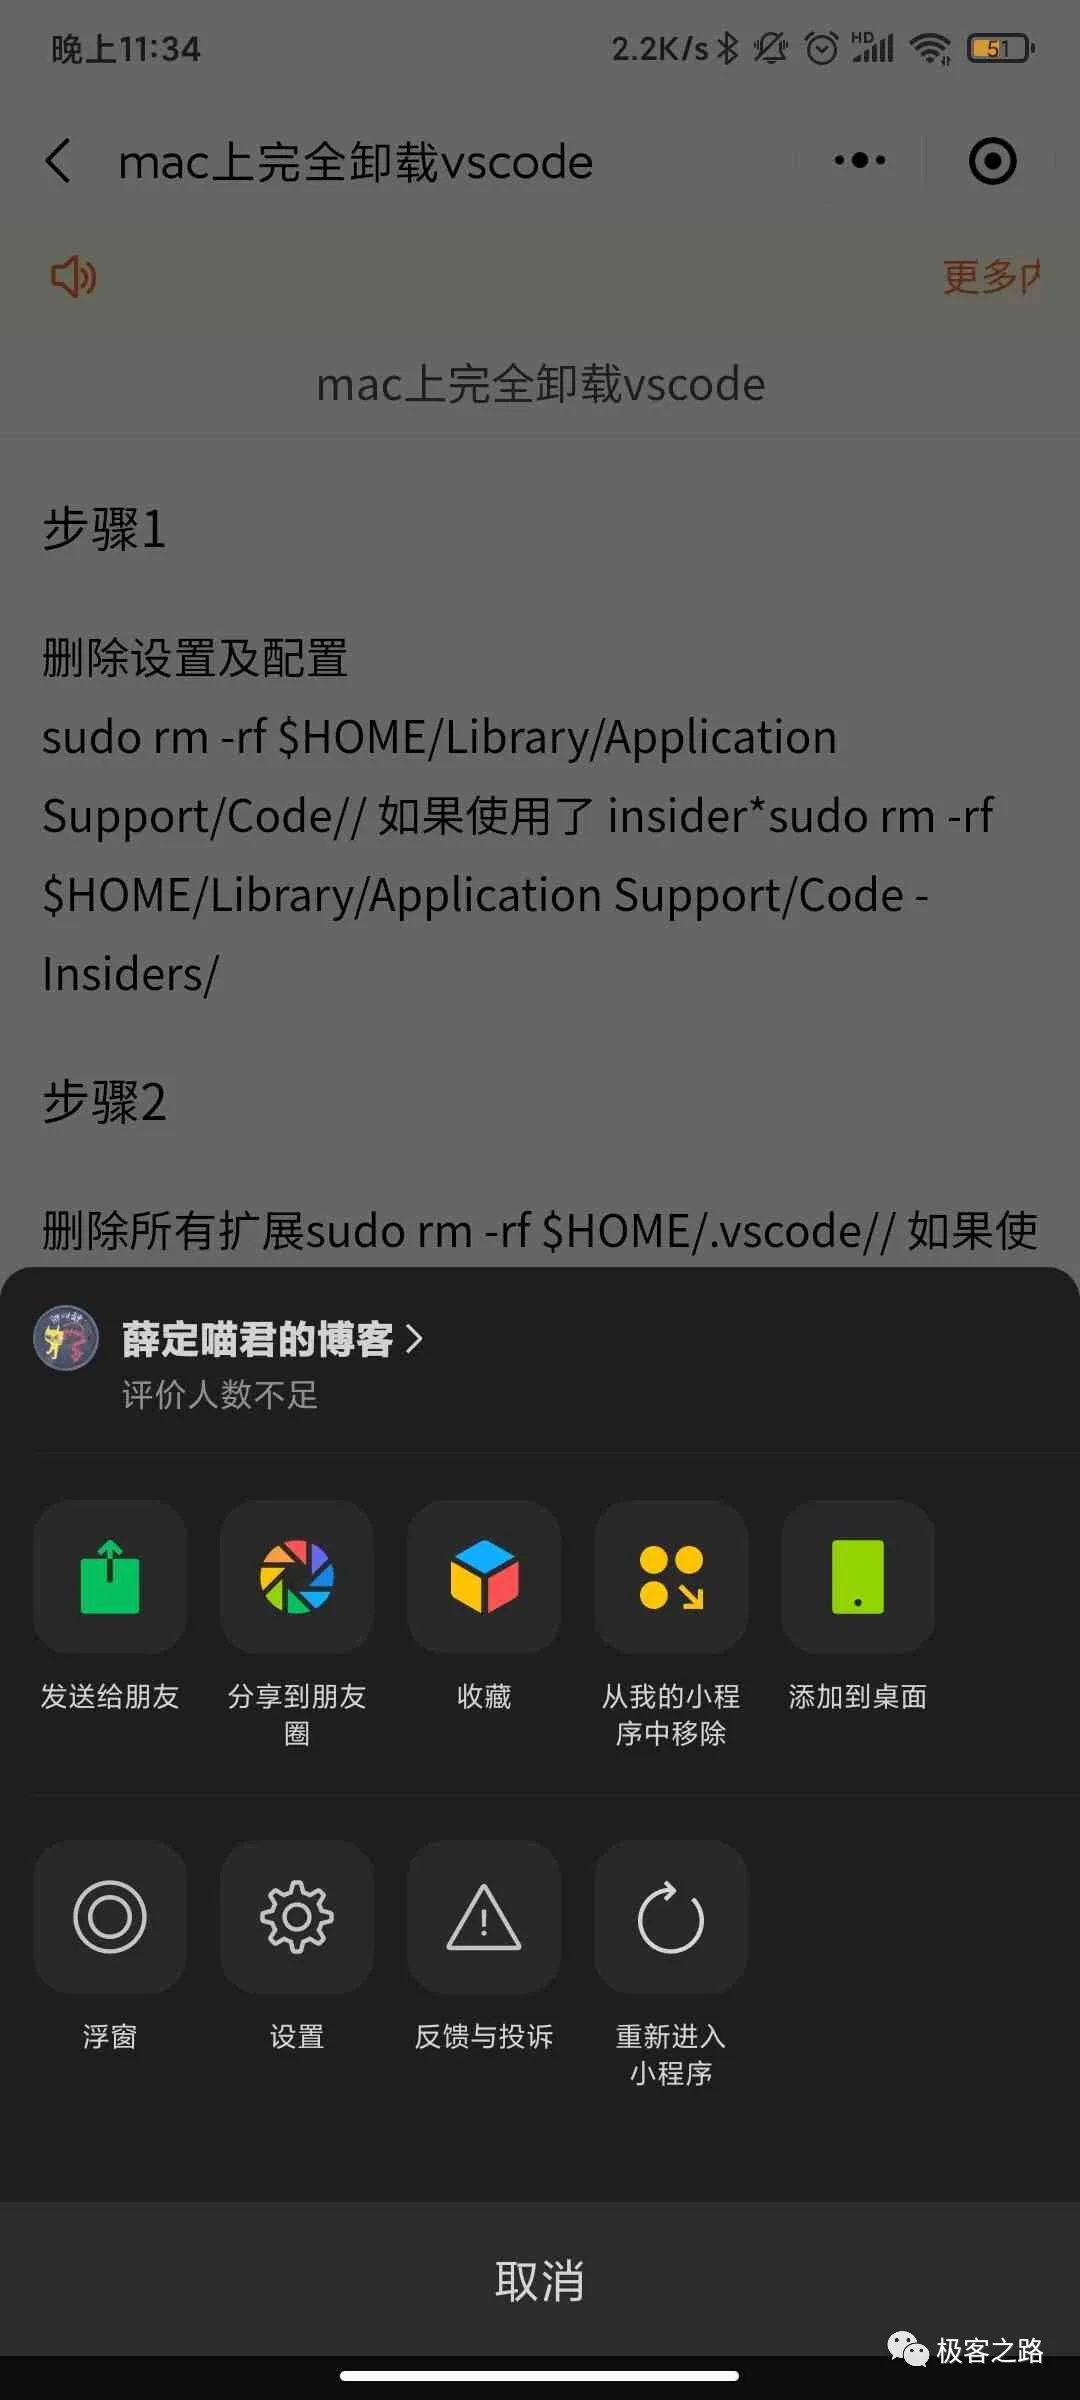 晚上11:34
2.2K/s
HD
51
mac上完全卸载vscode
更多内
mac上完全卸载vscode
步骤1
删除设置及配置
sudo rm -rf $HOME/Library/Application
Support/Code// 如果使用了 insider*sudo rm -rf
$HOME/Library/Application Support/Code -
Insiders/
步骤2
删除所有扩展sudo rm -rf $HOME/.vscode// 如果使
薛定喵君的博客
评价人数不足
发送给朋友
分享到朋友
圈
收藏
从我的小程
序中移除
添加到桌面
浮窗
设置
反馈与投诉
重新进入
小程序
取消
极客之路